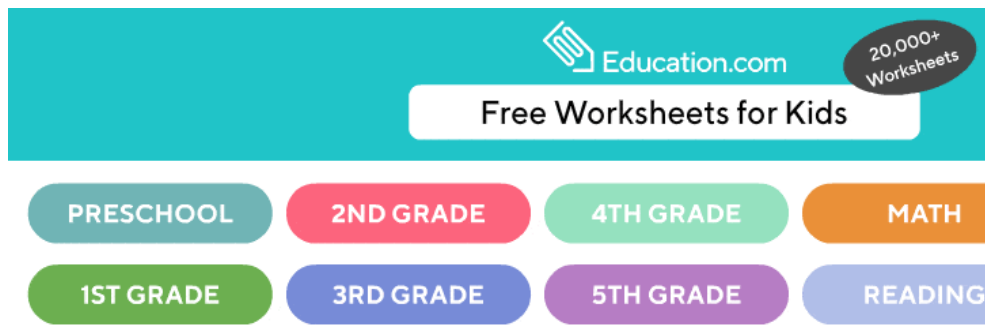 Education.com
20,000+
Worksheets
Free Worksheets for Kids
PRESCHOOL
2ND GRADE
4TH GRADE
MATH
1ST GRADE
3RD GRADE
5TH GRADE
READING